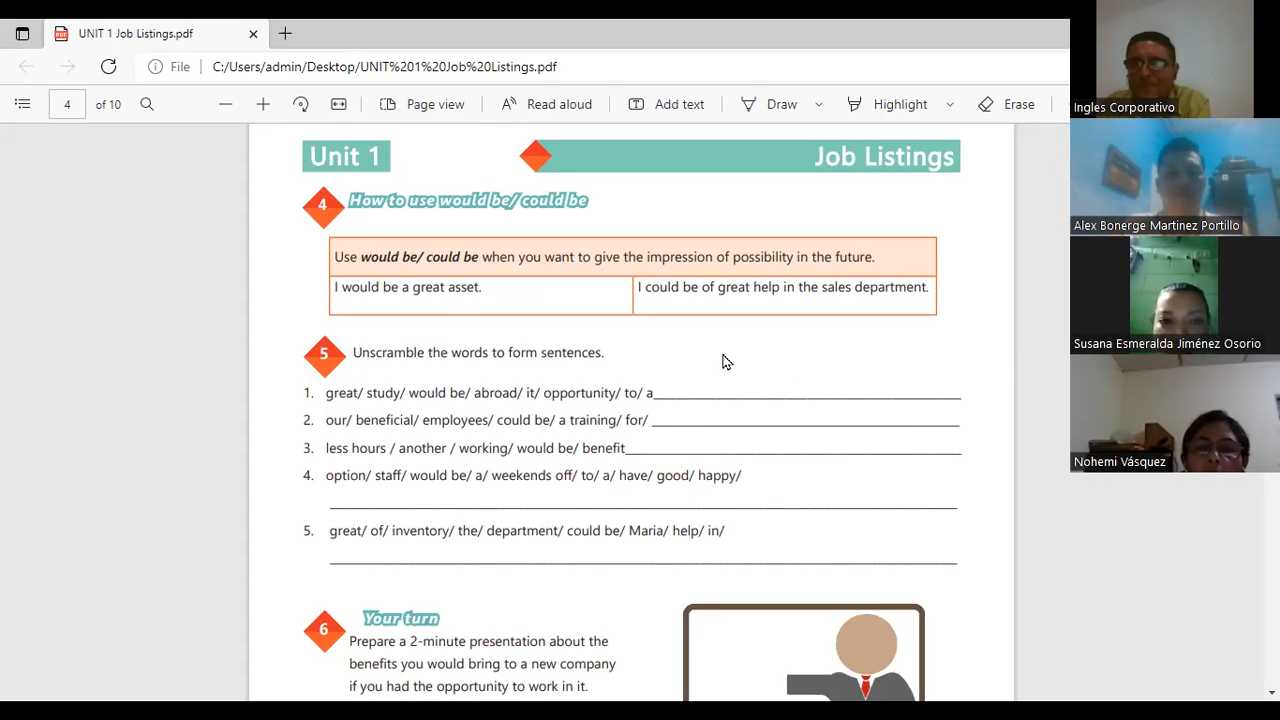 UNIT 1 Job Listings.pdf
File C:/Users/admin/Desktop/UNIT%201%20Job%20Listings.pdf
4 of 10 Page view Read aloud Add text Draw Highlight Erase
Unit 1 Job Listings
4 How to use would be/ could be
Use would be/ could be when you want to give the impression of possibility in the future.
I would be a great asset. I could be of great help in the sales department.
5 Unscramble the words to form sentences.
1. great/ study/ would be/ abroad/ it/ opportunity/ to/ a
2. our/ beneficial/ employees/ could be/ a training/ for/
3. less hours / another / working/ would be/ benefit
4. option/ staff/ would be/ a/ weekends off/ to/ a/ have/ good/ happy/
5. great/ of/ inventory/ the/ department/ could be/ Maria/ help/ in/
6 Your turn
Prepare a 2-minute presentation about the
benefits you would bring to a new company
if you had the opportunity to work in it.
Ingles Corporativo
Alex Bonerge Martinez Portillo
Susana Esmeralda Jiménez Osorio
Nohemi Vásquez